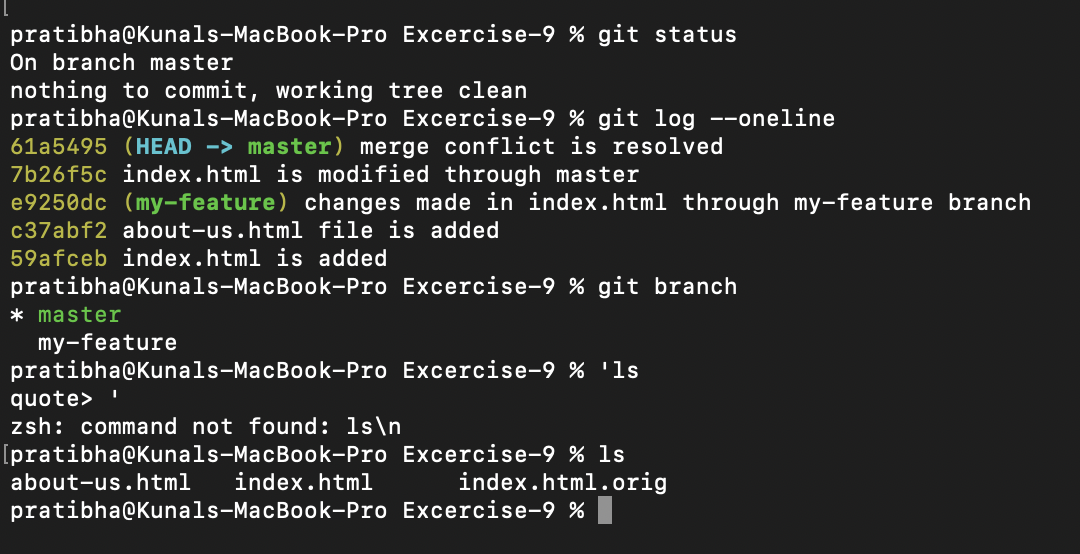 [
pratibha@Kunals-MacBook-Pro Excercise-9 % git status
On branch master
nothing to commit, working tree clean
pratibha@Kunals-MacBook-Pro Excercise-9 % git log --oneline
61a5495 (HEAD -> master) merge conflict is resolved
7b26f5c index.html is modified through master
e9250dc (my-feature) changes made in index.html through my-feature branch
c37abf2 about-us.html file is added
59afceb index.html is added
pratibha@Kunals-MacBook-Pro Excercise-9 % git branch
* master
  my-feature
pratibha@Kunals-MacBook-Pro Excercise-9 % 'ls
quote> '
zsh: command not found: ls\n
[pratibha@Kunals-MacBook-Pro Excercise-9 % ls
about-us.html   index.html      index.html.orig
pratibha@Kunals-MacBook-Pro Excercise-9 %